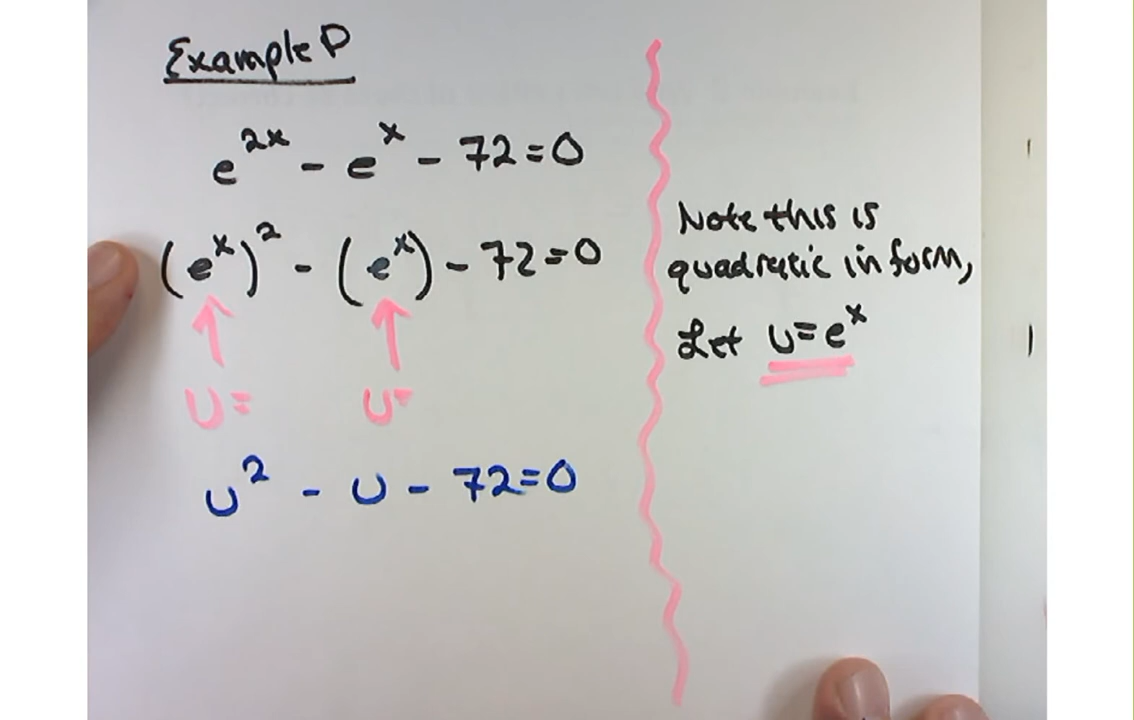 Example P
e^{2x} - e^x - 72 = 0
(e^x)^2 - (e^x) - 72 = 0
U= U=
u^2 - u - 72 = 0
Note this is
quadratic in form,
Let u = e^x